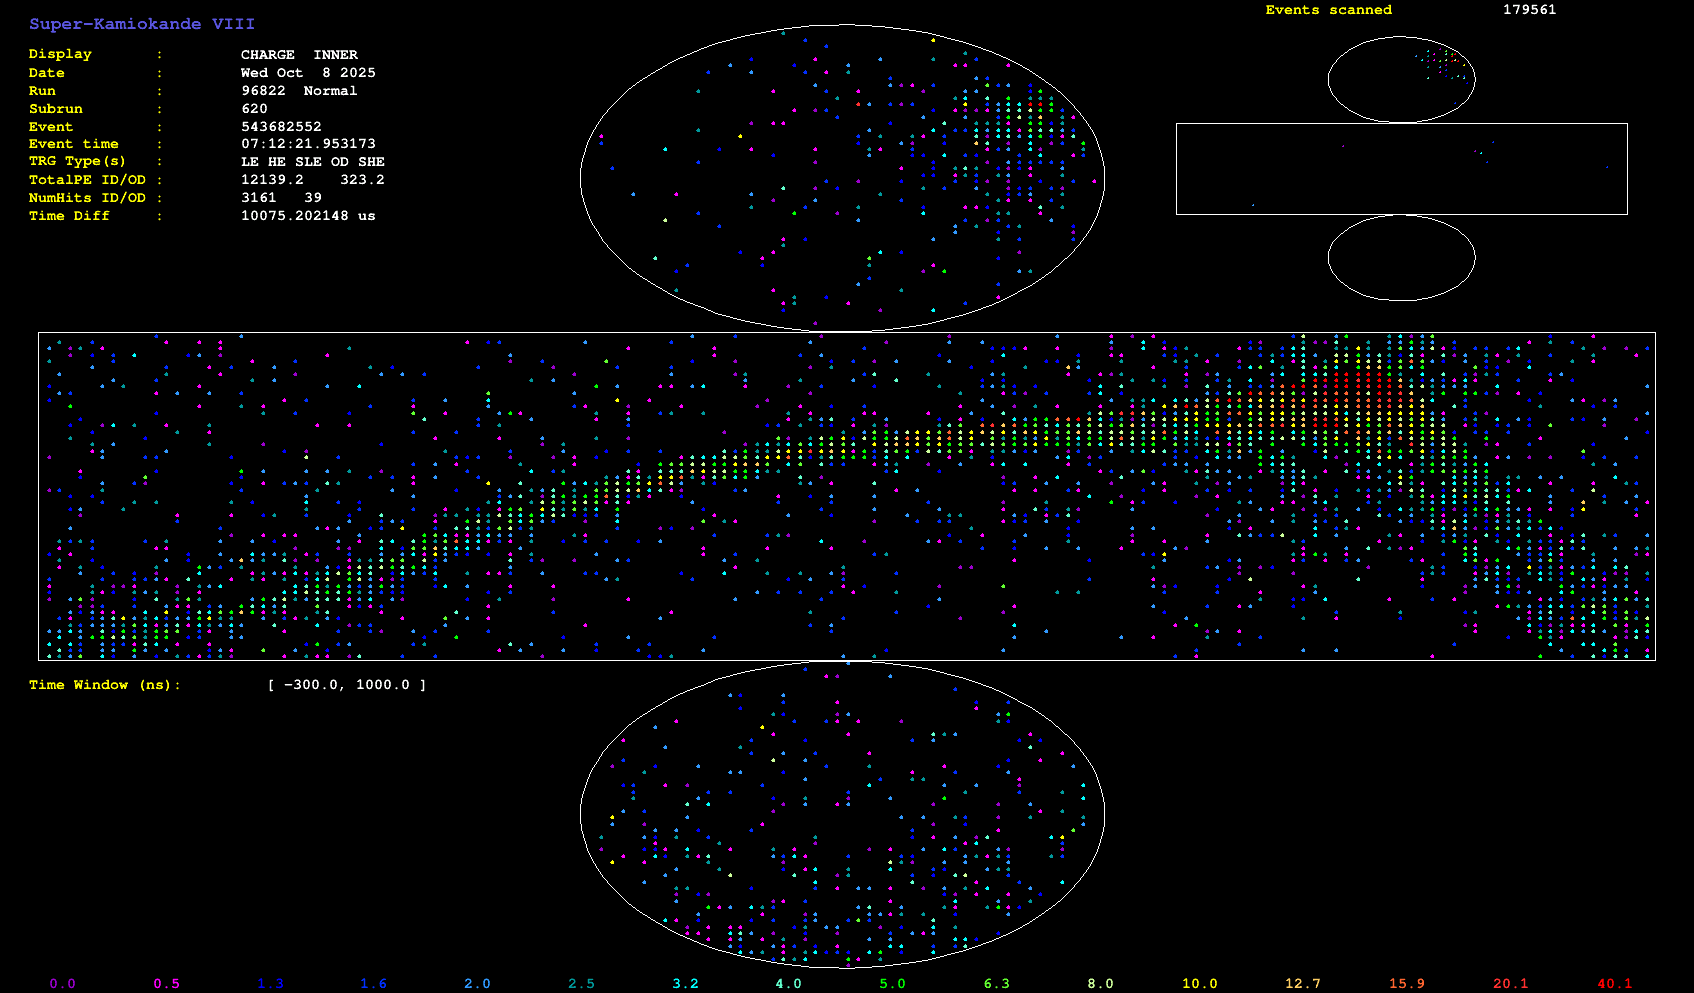 Events scanned 179561
Super-Kamiokande VIII
Display : CHARGE INNER
Date : Wed Oct 8 2025
Run : 96822 Normal
Subrun : 620
Event : 543682552
Event time : 07:12:21.953173
TRG Type(s) : LE HE SLE OD SHE
TotalPE ID/OD : 12139.2 323.2
NumHits ID/OD : 3161 39
Time Diff : 10075.202148 us
Time Window (ns): [ -300.0, 1000.0 ]
0.0 0.5 1.3 1.6 2.0 2.5 3.2 4.0 5.0 6.3 8.0 10.0 12.7 15.9 20.1 40.1